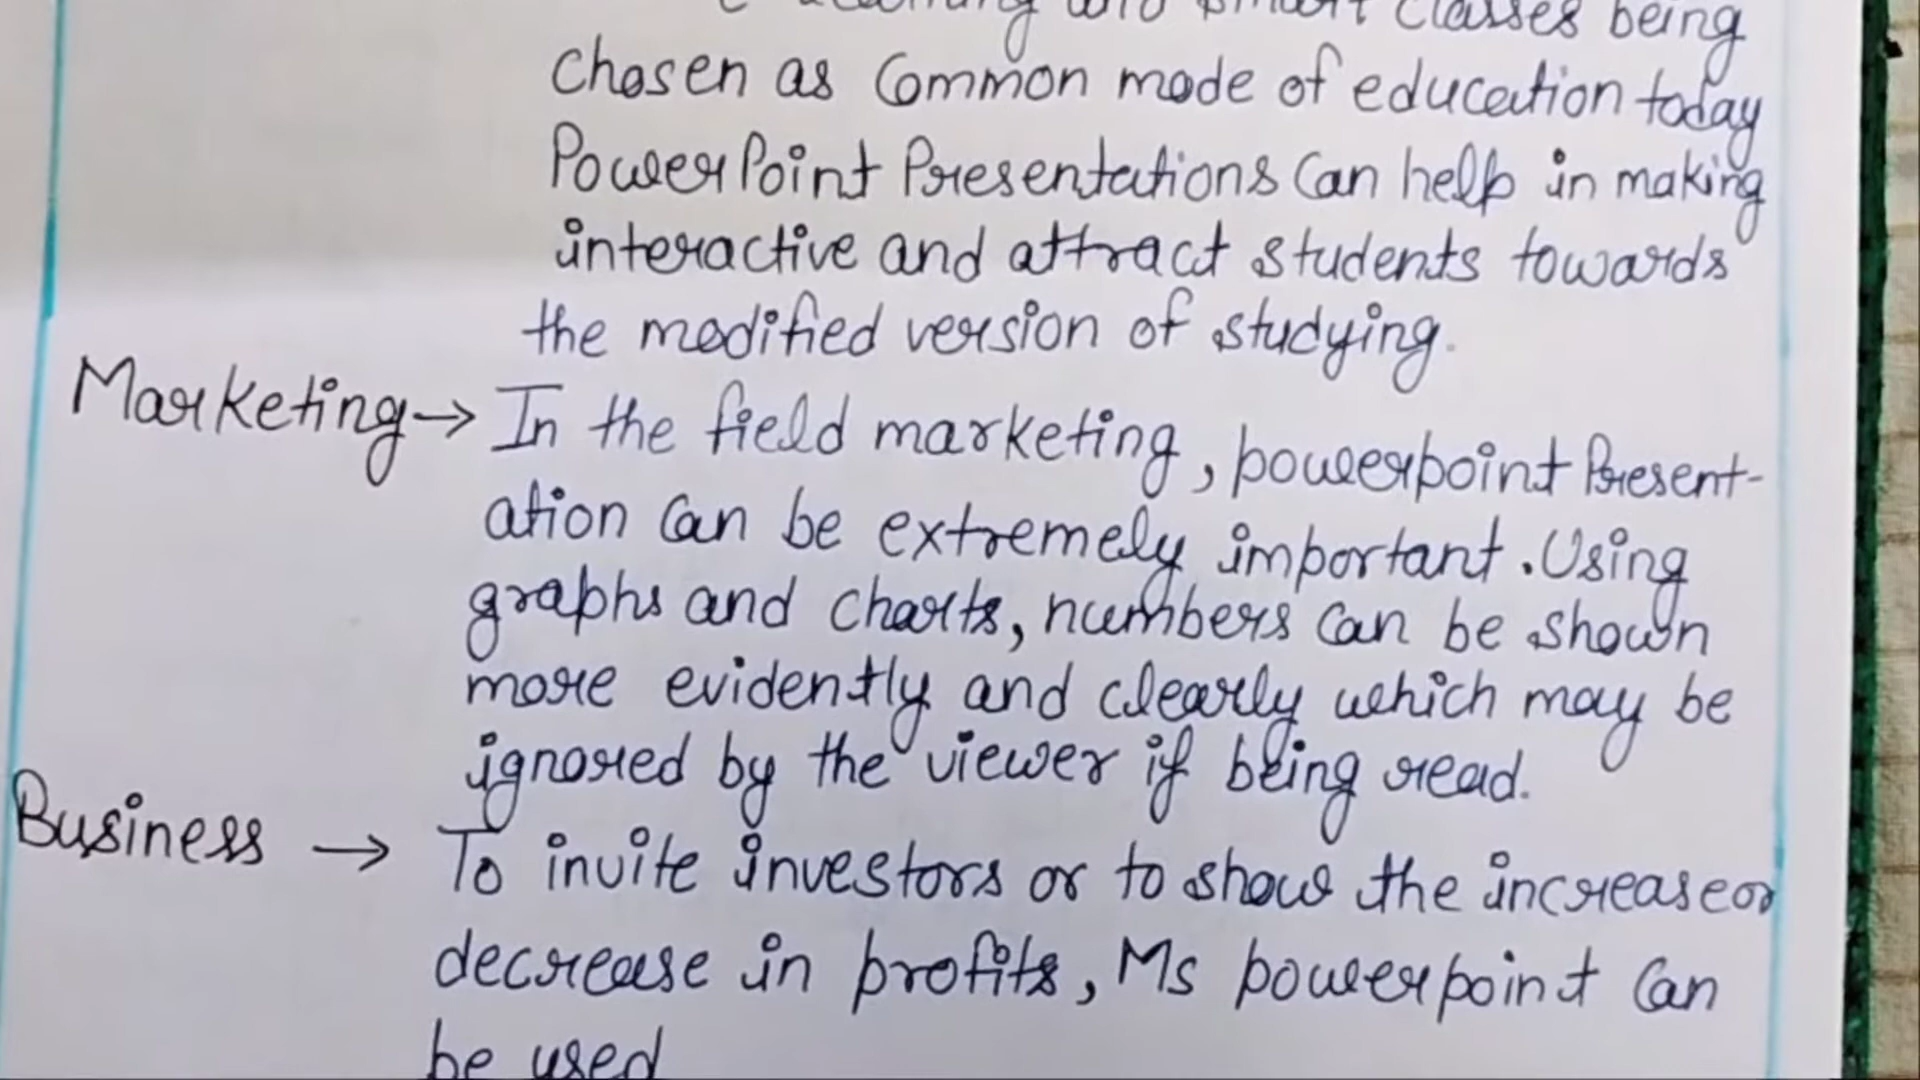 e-learning and smart classes being
chosen as Common mode of education today
PowerPoint Presentations Can help in making
interactive and attract students towards
the modified version of studying.
Marketing → In the field marketing, powerpoint Present-
ation Can be extremely important. Using
graphs and charts, numbers can be shown
more evidently and clearly which may be
ignored by the viewer if being read.
Business → To invite investors or to show the increase or
decrease in profits, Ms powerpoint Can
be used